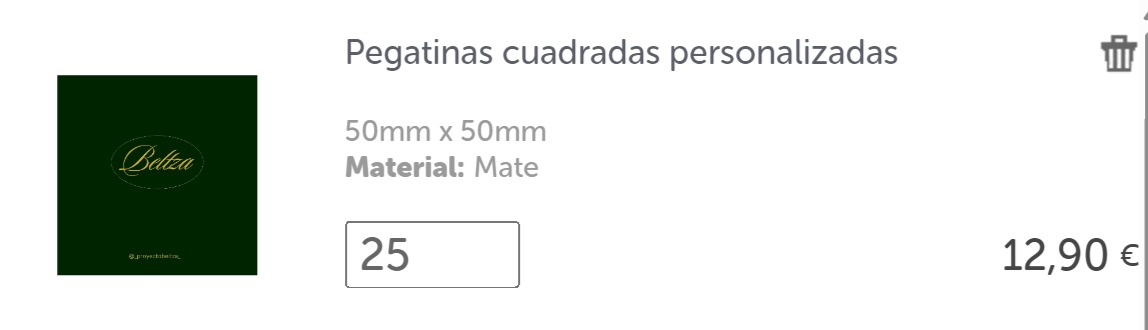 Pegatinas cuadradas personalizadas
50mm x 50mm
Material: Mate
25
12,90 €
Beltza